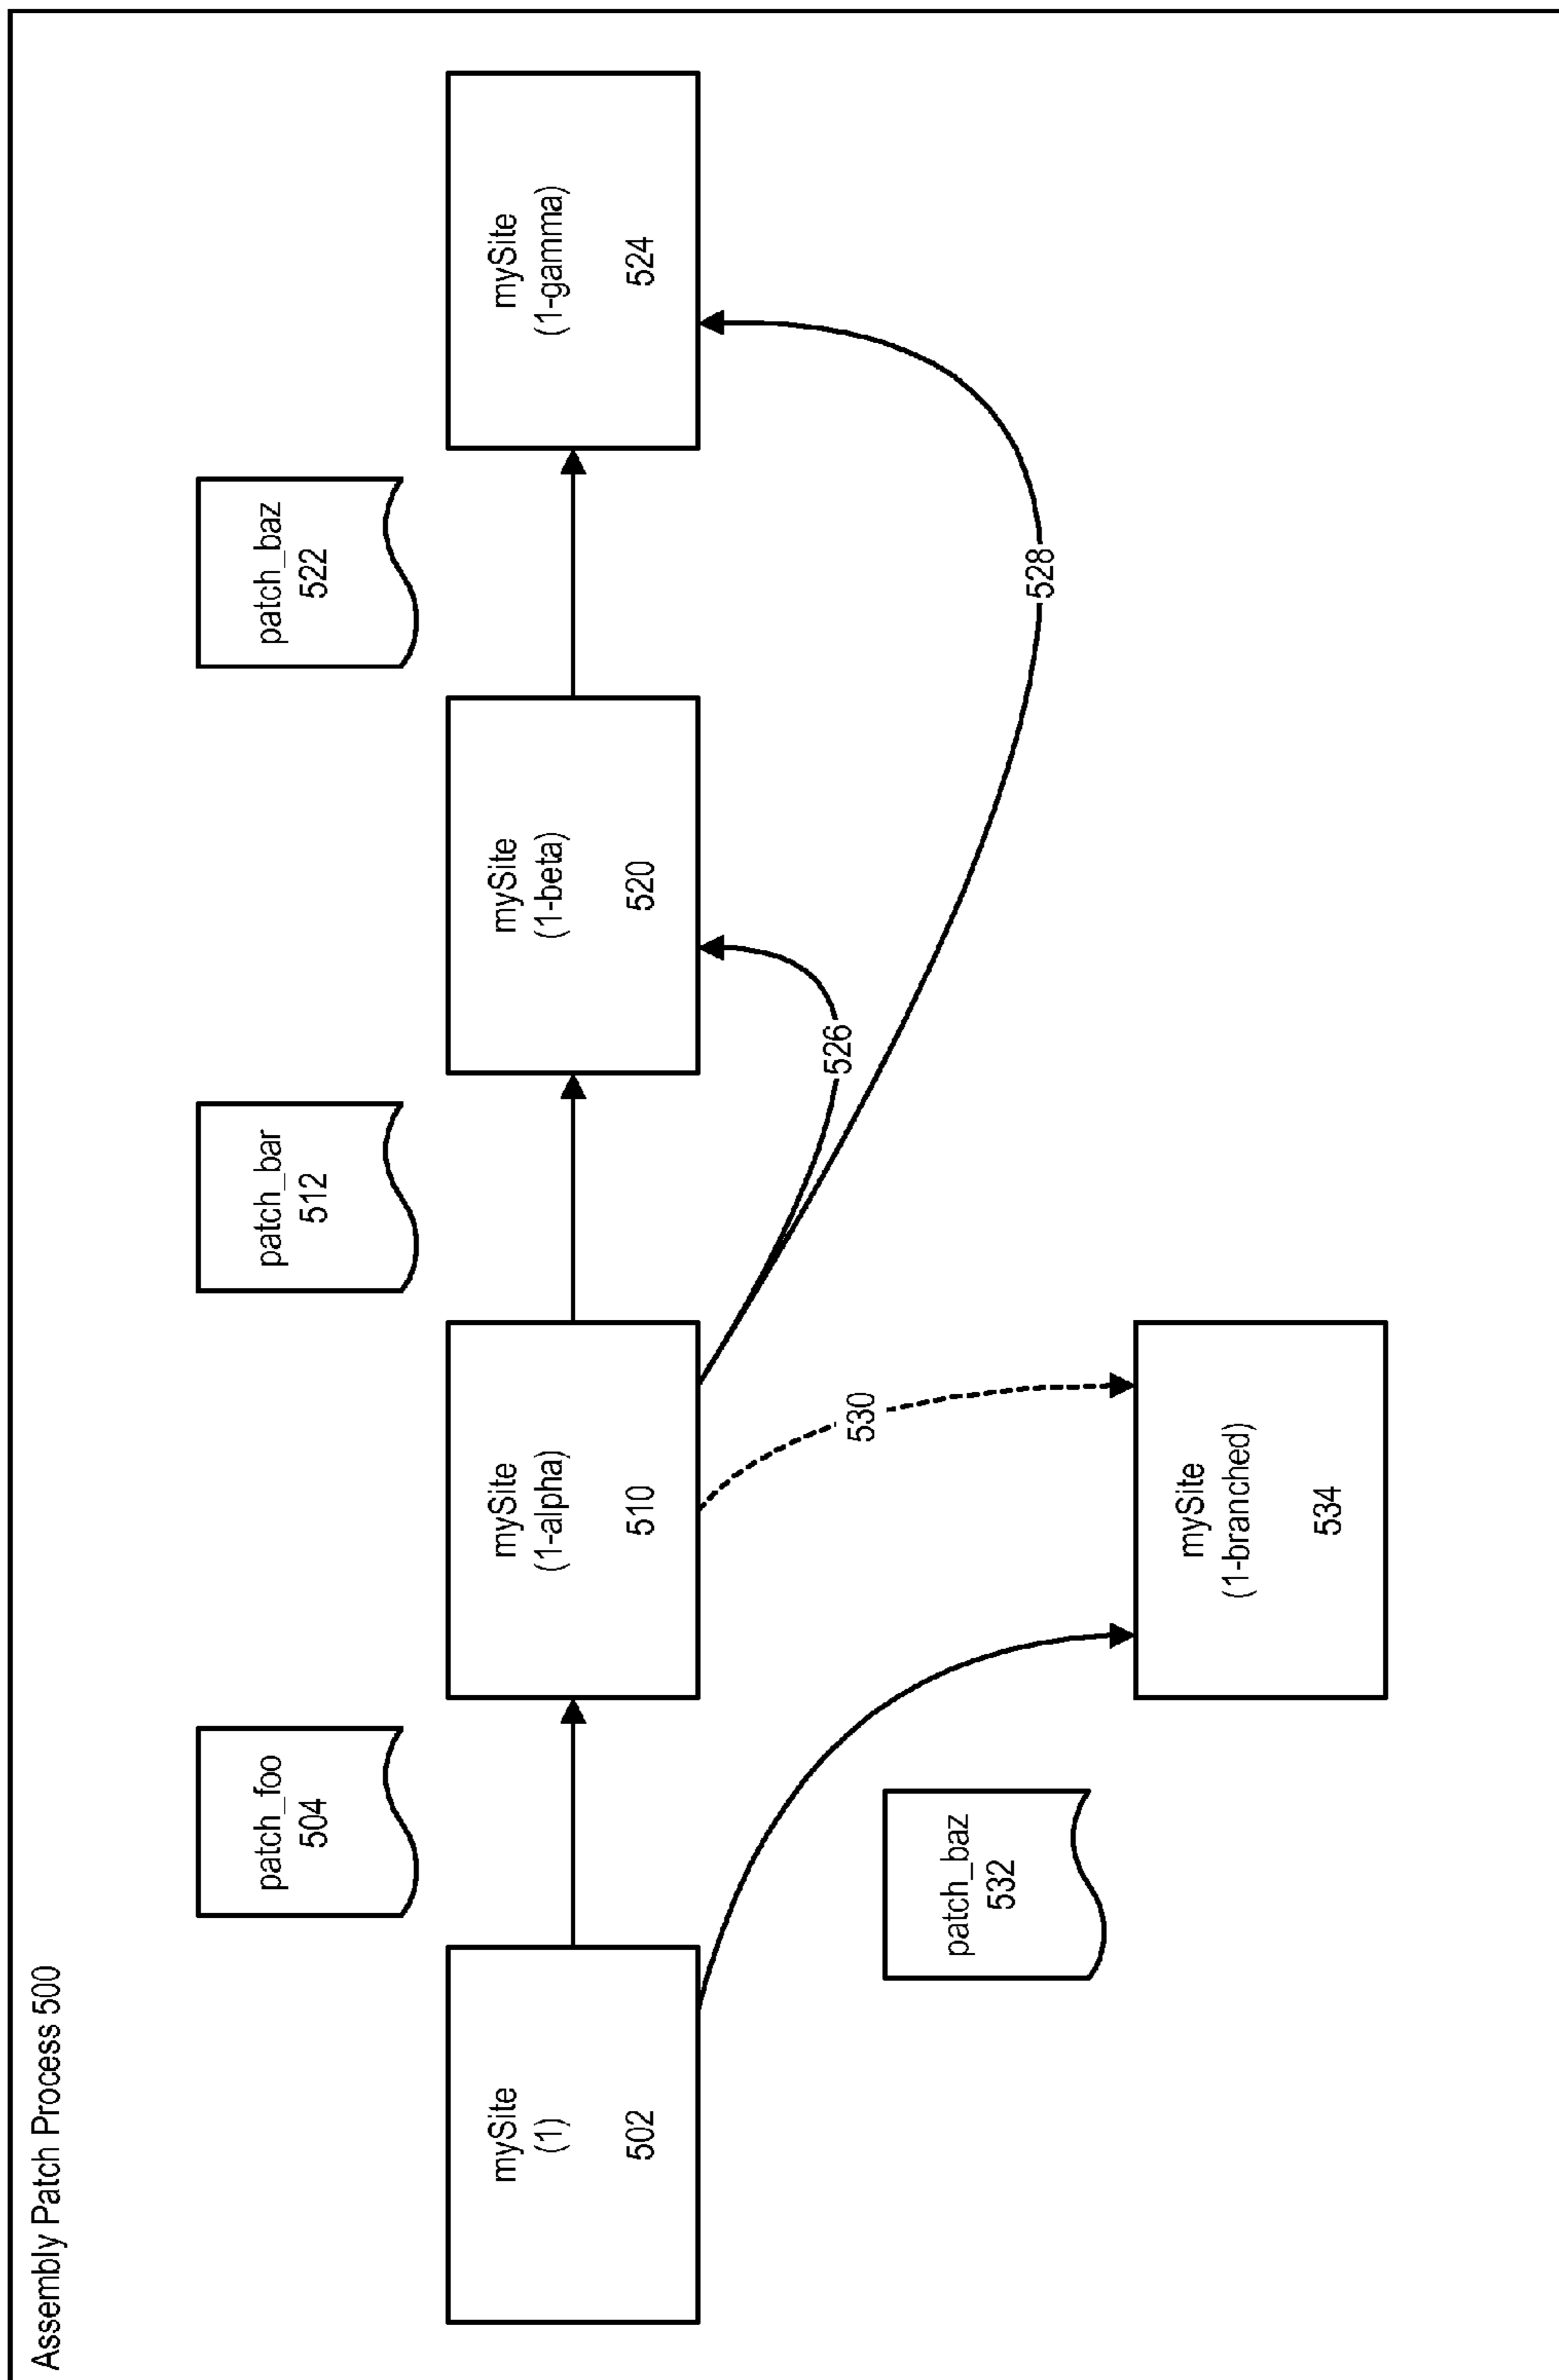 Assembly Patch Process 500
patch_foo
504
patch_bar
512
patch_baz
522
mySite
(1)
502
mySite
(1-alpha)
510
mySite
(1-beta)
520
mySite
(1-gamma)
524
526
528
530
patch_baz
532
mySite
(1-branched)
534